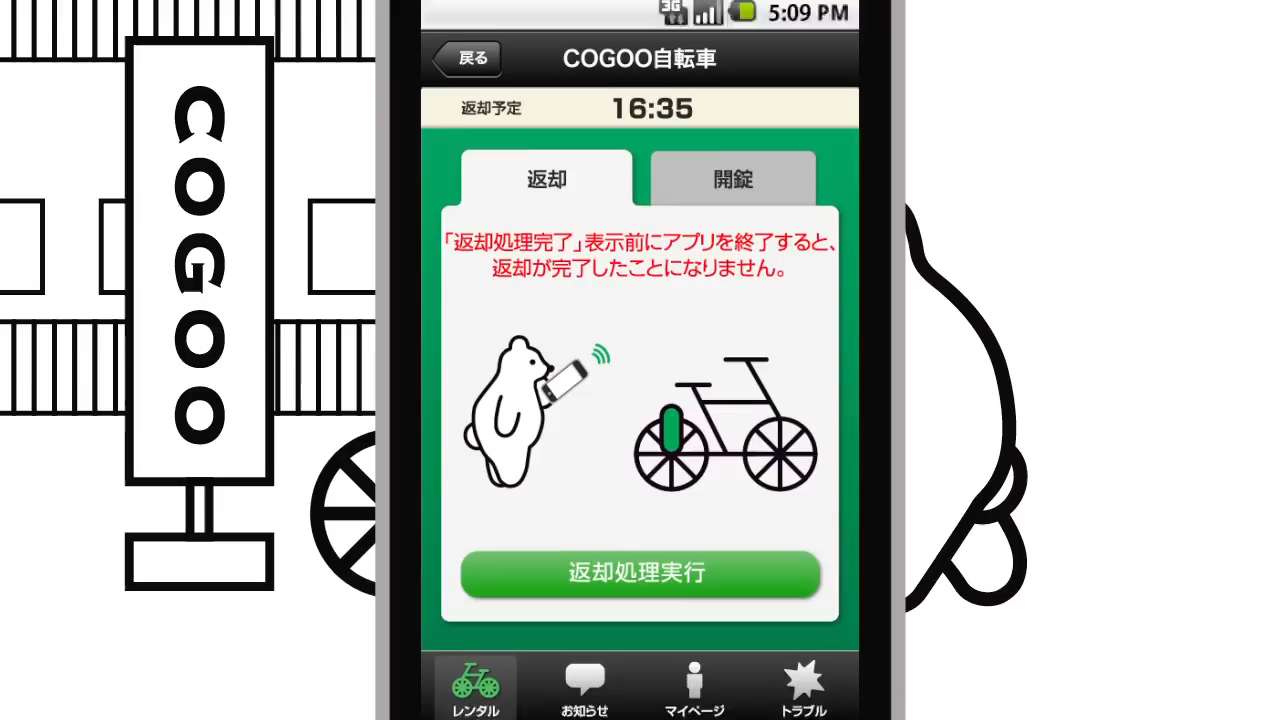 COGOO
3G 5:09 PM
戻る
COGOO自転車
返却予定 16:35
返却
開錠
「返却処理完了」表示前にアプリを終了すると、
返却が完了したことになりません。
返却処理実行
レンタル
お知らせ
マイページ
トラブル